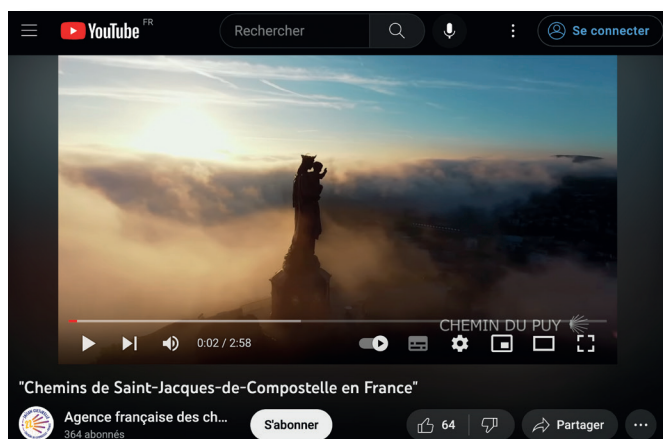 YouTube FR
Rechercher
Se connecter
CHEMIN DU PUY
0:02 / 2:58
"Chemins de Saint-Jacques-de-Compostelle en France"
Agence française des ch...
364 abonnés
S'abonner
64
Partager